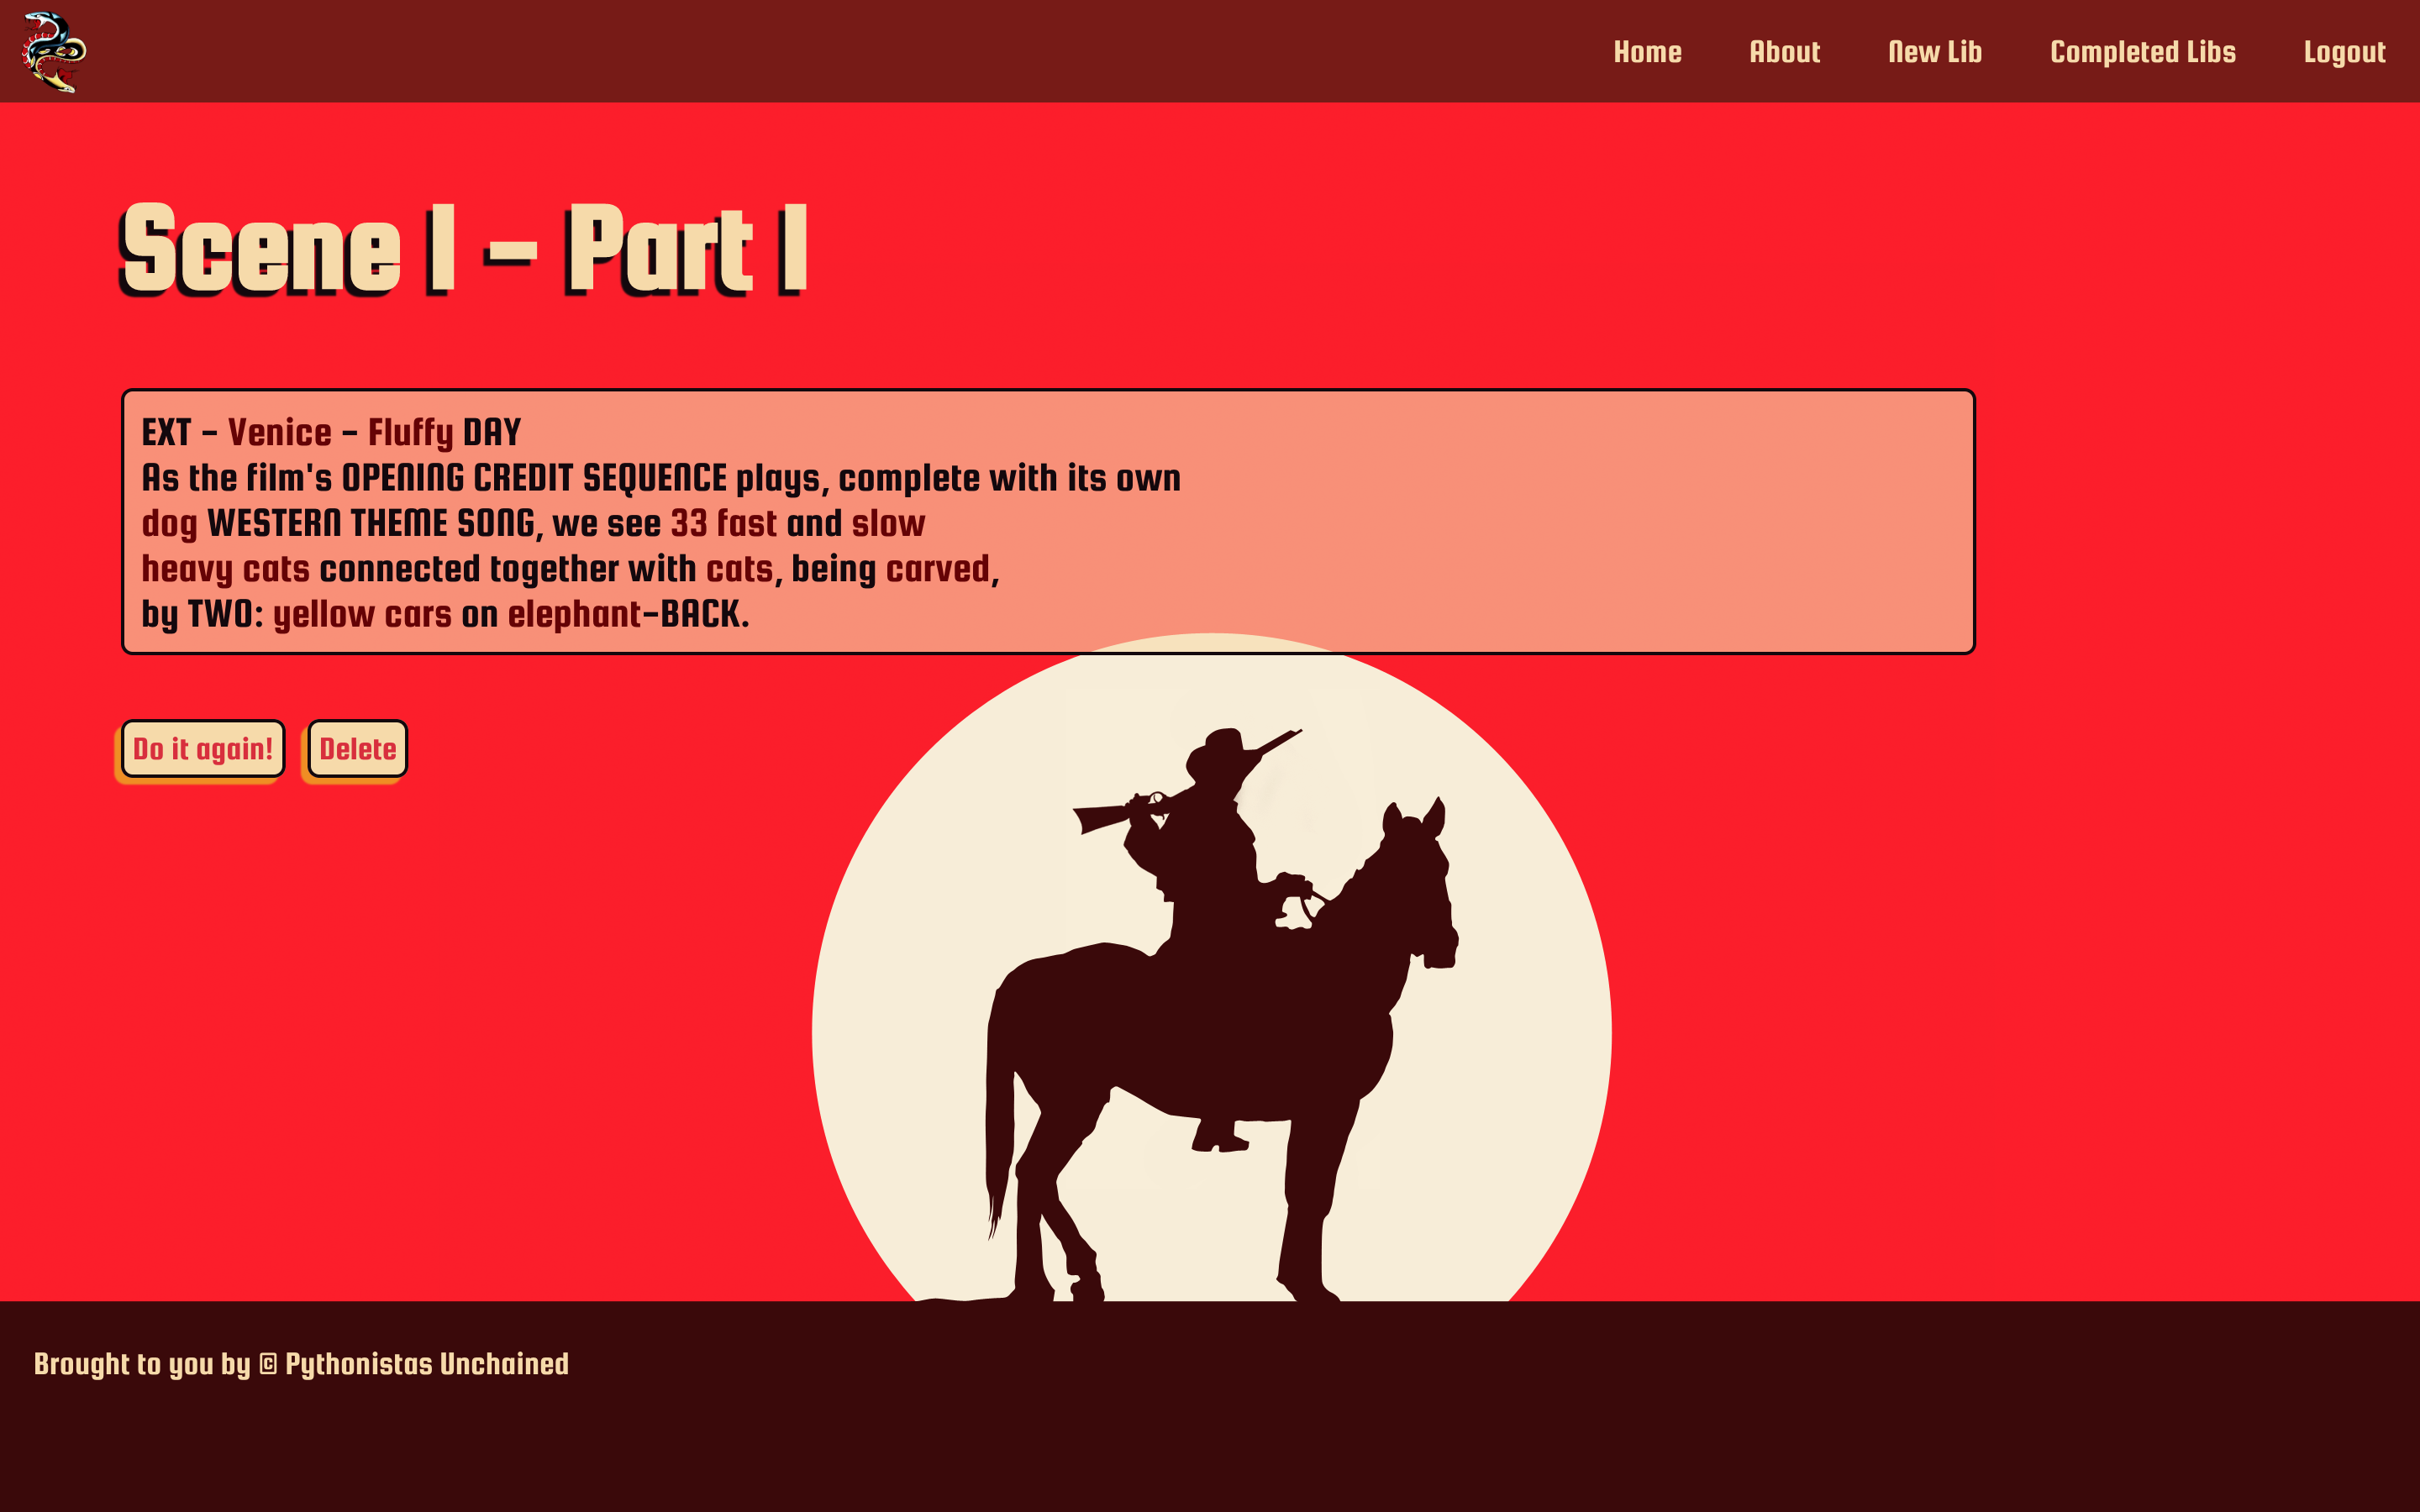 Home About New Lib Completed Libs Logout
Scene 1 - Part 1
EXT - Venice - Fluffy DAY
As the film's OPENING CREDIT SEQUENCE plays, complete with its own
dog WESTERN THEME SONG, we see 33 fast and slow
heavy cats connected together with cats, being carved,
by TWO: yellow cars on elephant-BACK.
Do it again! Delete
Brought to you by © Pythonistas Unchained